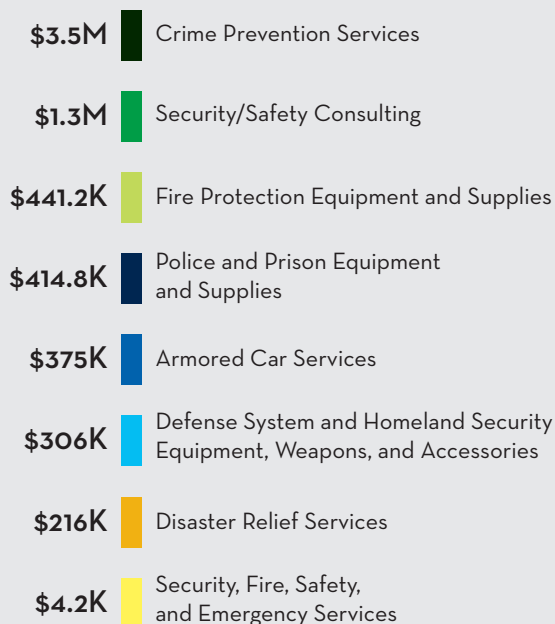 $3.5M Crime Prevention Services
$1.3M Security/Safety Consulting
$441.2K Fire Protection Equipment and Supplies
$414.8K Police and Prison Equipment
and Supplies
$375K Armored Car Services
$306K Defense System and Homeland Security
Equipment, Weapons, and Accessories
$216K Disaster Relief Services
$4.2K Security, Fire, Safety,
and Emergency Services